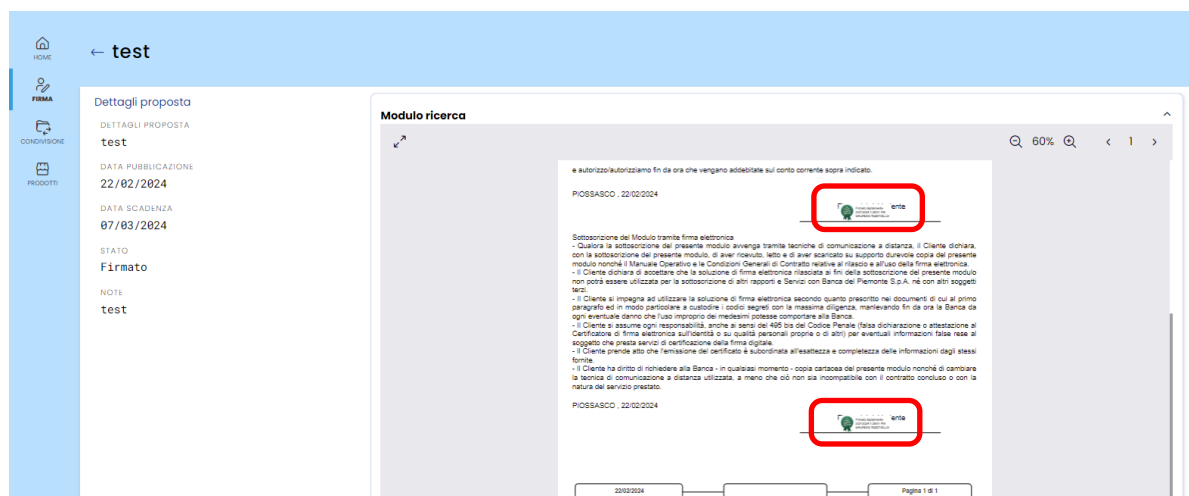 HOME
FIRMA
CONDIVISIONE
PRODOTTI
← test
Dettagli proposta
DETTAGLI PROPOSTA
test
DATA PUBBLICAZIONE
22/02/2024
DATA SCADENZA
07/03/2024
STATO
Firmato
NOTE
test
Modulo ricerca
60%
1
e autorizzo/autorizziamo fin da ora che vengano addebitate sul conto corrente sopra indicato.
PIOSSASCO , 22/02/2024
Sottoscrizione del Modulo tramite firma elettronica
- Qualora la sottoscrizione del presente modulo avvenga tramite tecniche di comunicazione a distanza, il Cliente dichiara,
con la sottoscrizione del presente modulo, di aver ricevuto, letto e di aver scaricato su supporto durevole copia del presente
modulo nonché il Manuale Operativo e le Condizioni Generali di Contratto relative al rilascio e all'uso della firma elettronica.
- Il Cliente dichiara di accettare che la soluzione di firma elettronica rilasciata ai fini della sottoscrizione del presente modulo
non potrà essere utilizzata per la sottoscrizione di altri rapporti e Servizi con Banca del Piemonte S.p.A. né con altri soggetti
terzi.
- Il Cliente si impegna ad utilizzare la soluzione di firma elettronica secondo quanto prescritto nei documenti di cui al primo
paragrafo ed in modo particolare a custodire i codici segreti con la massima diligenza, manlevando fin da ora la Banca da
ogni eventuale danno che l'uso improprio dei medesimi potesse comportare alla Banca.
- Il Cliente si assume ogni responsabilità, anche ai sensi del 495 bis del Codice Penale (falsa dichiarazione o attestazione al
Certificatore di firma elettronica sull'identità o su qualità personali proprie o di altri) per eventuali informazioni false rese al
soggetto che presta servizi di certificazione della firma digitale.
- Il Cliente prende atto che l'emissione del certificato è subordinata all'esattezza e completezza delle informazioni dagli stessi
fornite.
- Il Cliente ha diritto di richiedere alla Banca - in qualsiasi momento - copia cartacea del presente modulo nonché di cambiare
la tecnica di comunicazione a distanza utilizzata, a meno che ciò non sia incompatibile con il contratto concluso o con la
natura del servizio prestato.
PIOSSASCO , 22/02/2024
22/02/2024
Pagina 1 di 1